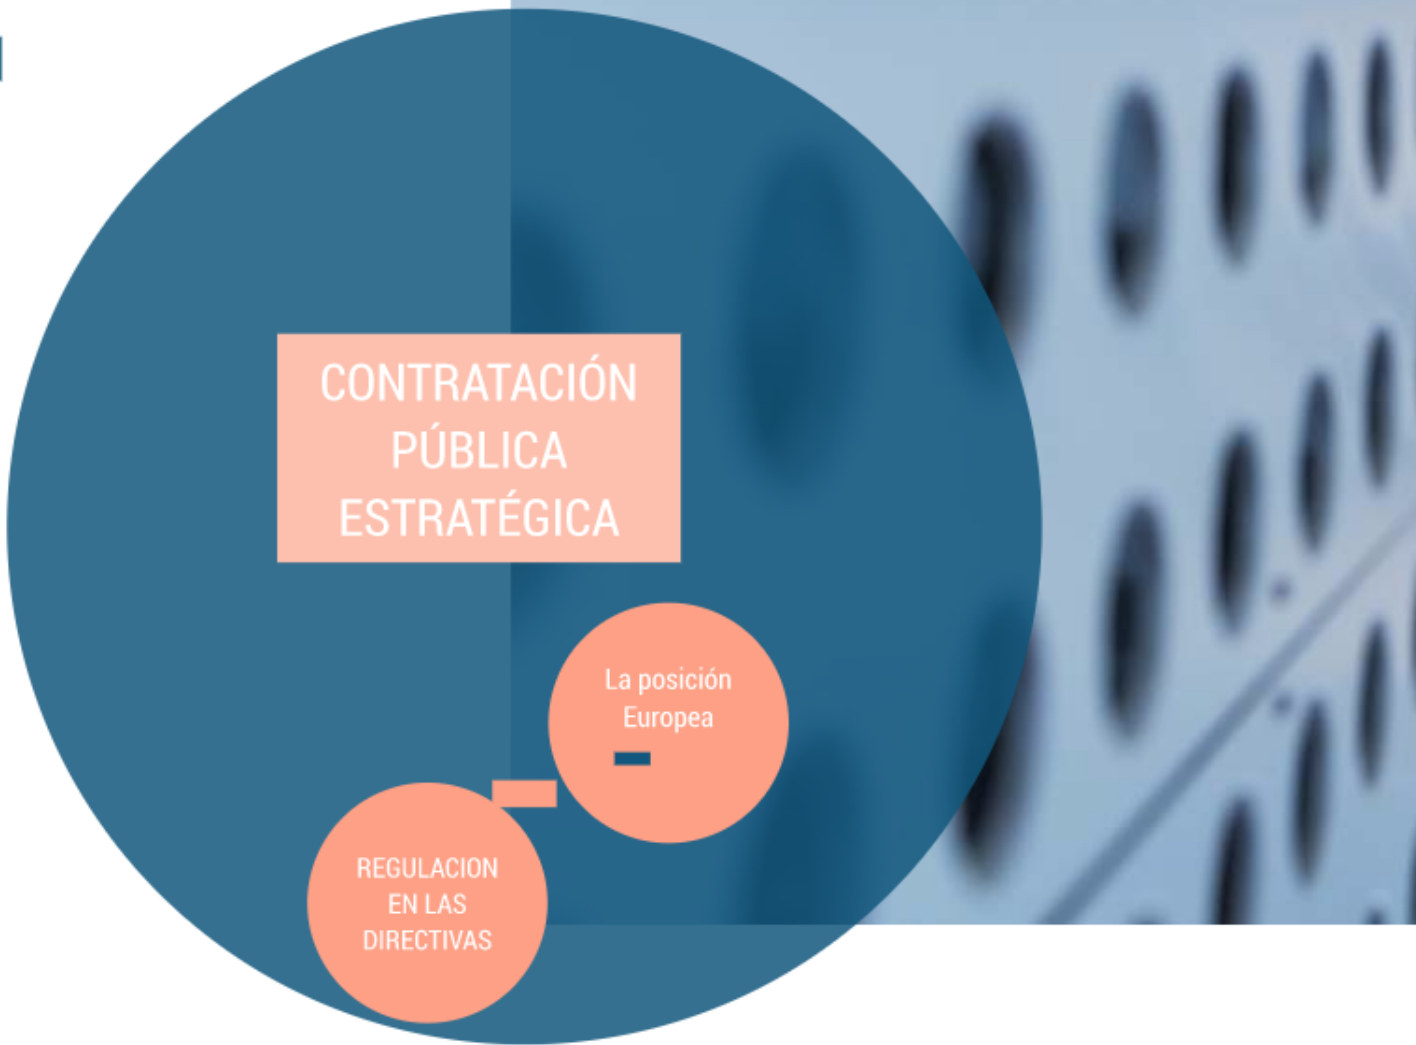 CONTRATACIÓN
PÚBLICA
ESTRATÉGICA
La posición
Europea
REGULACION
EN LAS
DIRECTIVAS